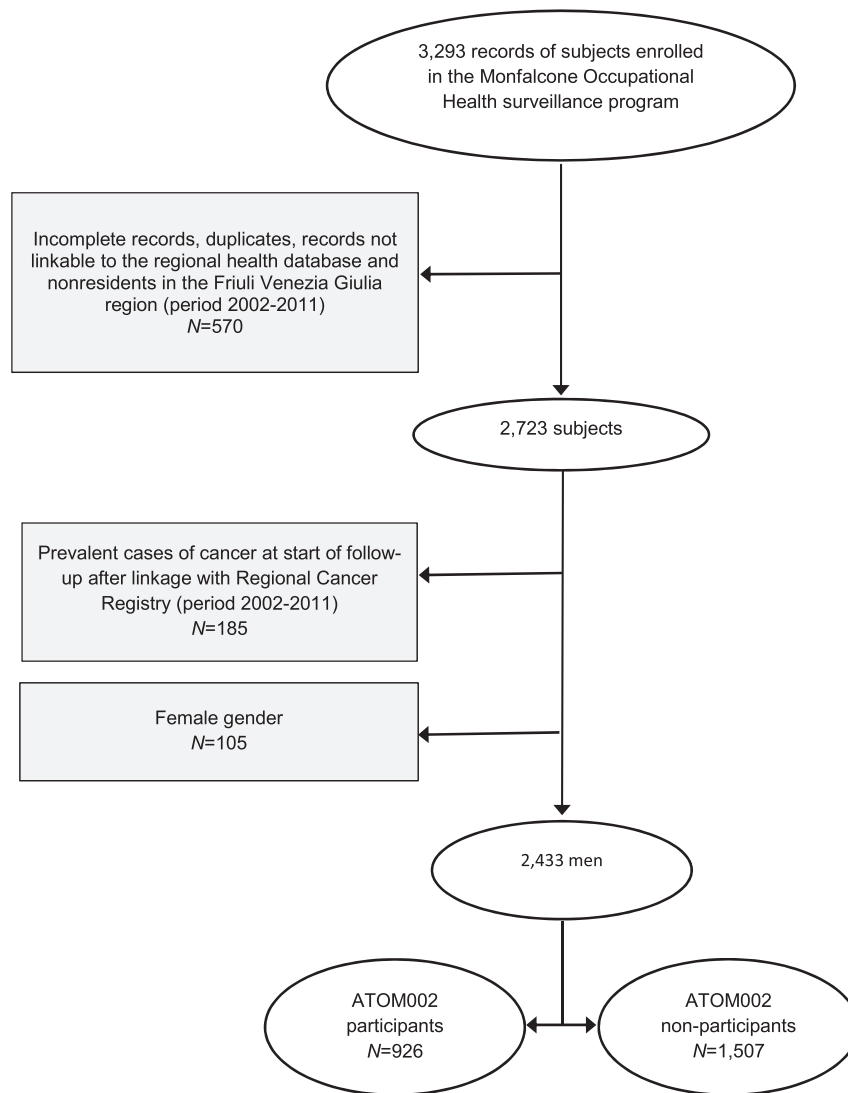 3,293 records of subjects enrolled
in the Monfalcone Occupational
Health surveillance program
Incomplete records, duplicates, records not
linkable to the regional health database and
nonresidents in the Friuli Venezia Giulia
region (period 2002-2011)
N=570
2,723 subjects
Prevalent cases of cancer at start of follow-
up after linkage with Regional Cancer
Registry (period 2002-2011)
N=185
Female gender
N=105
2,433 men
ATOM002
participants
N=926
ATOM002
non-participants
N=1,507